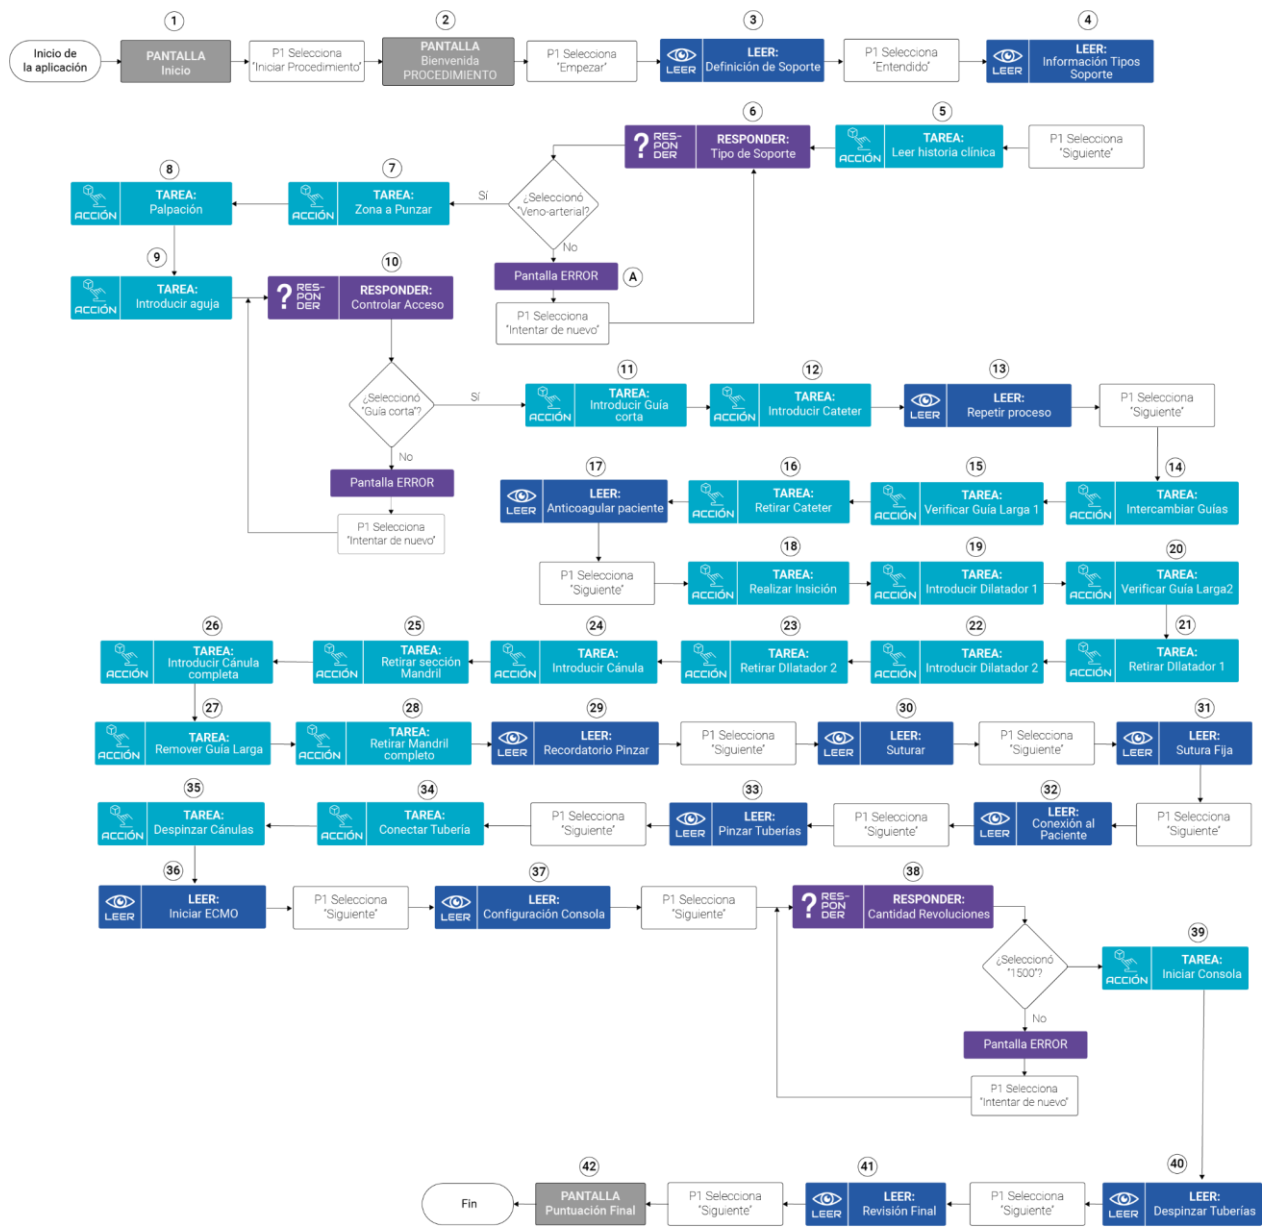 1
2
3
4
Inicio de
la aplicación
PANTALLA
Inicio
P1 Selecciona
"Iniciar Procedimiento"
PANTALLA
Bienvenida
PROCEDIMIENTO
P1 Selecciona
"Empezar"
LEER
LEER:
Definición de Soporte
P1 Selecciona
"Entendido"
LEER
LEER:
Información Tipos
Soporte
5
P1 Selecciona
"Siguiente"
ACCIÓN
TAREA:
Leer historia clínica
6
?
RES-
PON
DER
RESPONDER:
Tipo de Soporte
¿Seleccionó
"Veno-arterial?
Sí
No
Pantalla ERROR
A
P1 Selecciona
"Intentar de nuevo"
7
ACCIÓN
TAREA:
Zona a Punzar
8
ACCIÓN
TAREA:
Palpación
9
ACCIÓN
TAREA:
Introducir aguja
10
?
RES-
PON
DER
RESPONDER:
Controlar Acceso
¿Seleccionó
"Guía corta"?
Sí
No
Pantalla ERROR
P1 Selecciona
"Intentar de nuevo"
11
ACCIÓN
TAREA:
Introducir Guía
corta
12
ACCIÓN
TAREA:
Introducir Cateter
13
LEER
LEER:
Repetir proceso
P1 Selecciona
"Siguiente"
14
ACCIÓN
TAREA:
Intercambiar Guías
15
ACCIÓN
TAREA:
Verificar Guía Larga 1
16
ACCIÓN
TAREA:
Retirar Cateter
17
LEER
LEER:
Anticoagular paciente
P1 Selecciona
"Siguiente"
18
ACCIÓN
TAREA:
Realizar Insición
19
ACCIÓN
TAREA:
Introducir Dilatador 1
20
ACCIÓN
TAREA:
Verificar Guía Larga2
21
ACCIÓN
TAREA:
Retirar DIlatador 1
22
ACCIÓN
TAREA:
Introducir Dilatador 2
23
ACCIÓN
TAREA:
Retirar DIlatador 2
24
ACCIÓN
TAREA:
Introducir Cánula
25
ACCIÓN
TAREA:
Retirar sección
Mandril
26
ACCIÓN
TAREA:
Introducir Cánula
completa
27
ACCIÓN
TAREA:
Remover Guía Larga
28
ACCIÓN
TAREA:
Retirar Mandril
completo
29
LEER
LEER:
Recordatorio Pinzar
P1 Selecciona
"Siguiente"
30
LEER
LEER:
Suturar
P1 Selecciona
"Siguiente"
31
LEER
LEER:
Sutura Fija
P1 Selecciona
"Siguiente"
32
LEER
LEER:
Conexión al
Paciente
P1 Selecciona
"Siguiente"
33
LEER
LEER:
Pinzar Tuberías
P1 Selecciona
"Siguiente"
34
ACCIÓN
TAREA:
Conectar Tubería
35
ACCIÓN
TAREA:
Despinzar Cánulas
36
LEER
LEER:
Iniciar ECMO
P1 Selecciona
"Siguiente"
37
LEER
LEER:
Configuración Consola
P1 Selecciona
"Siguiente"
38
?
RES-
PON
DER
RESPONDER:
Cantidad Revoluciones
¿Seleccionó
"1500"?
No
Pantalla ERROR
P1 Selecciona
"Intentar de nuevo"
39
ACCIÓN
TAREA:
Iniciar Consola
40
LEER
LEER:
Despinzar Tuberías
P1 Selecciona
"Siguiente"
41
LEER
LEER:
Revisión Final
P1 Selecciona
"Siguiente"
42
PANTALLA
Puntuación Final
Fin